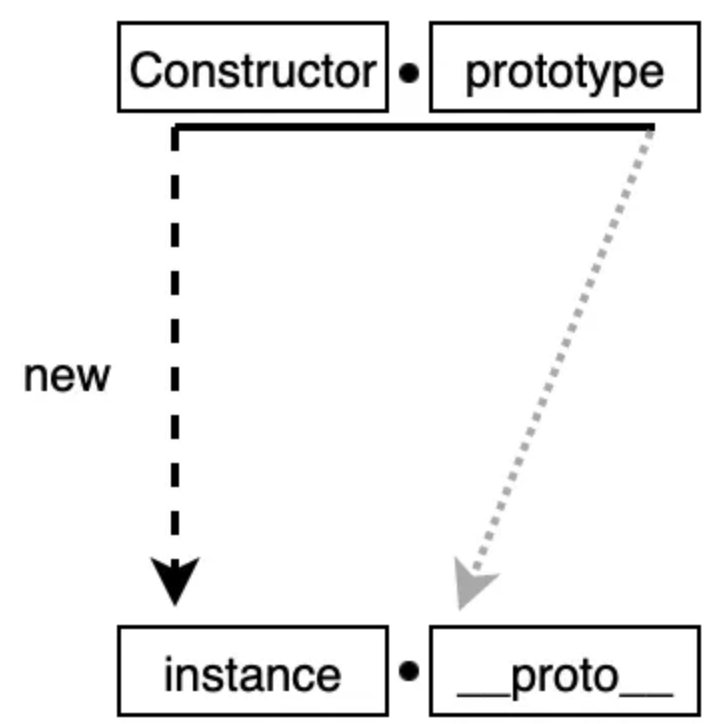 Constructor • prototype
new
instance • __proto__